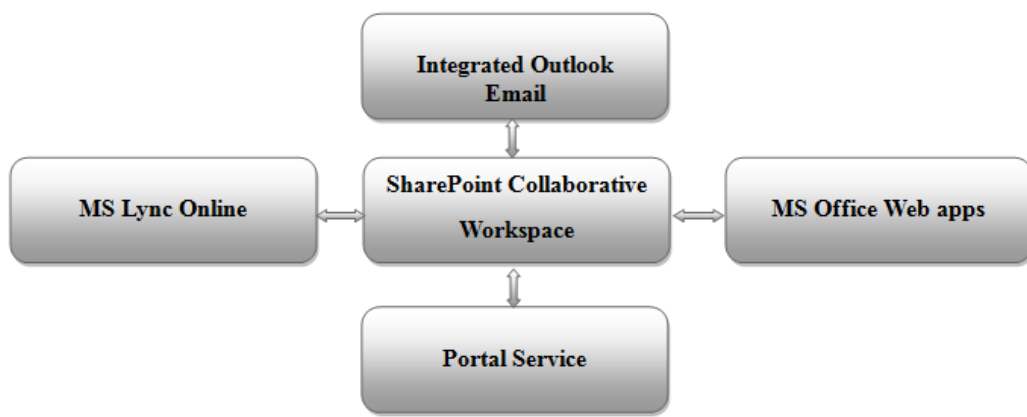 Integrated Outlook
Email
SharePoint Collaborative
Workspace
MS Lync Online
MS Office Web apps
Portal Service